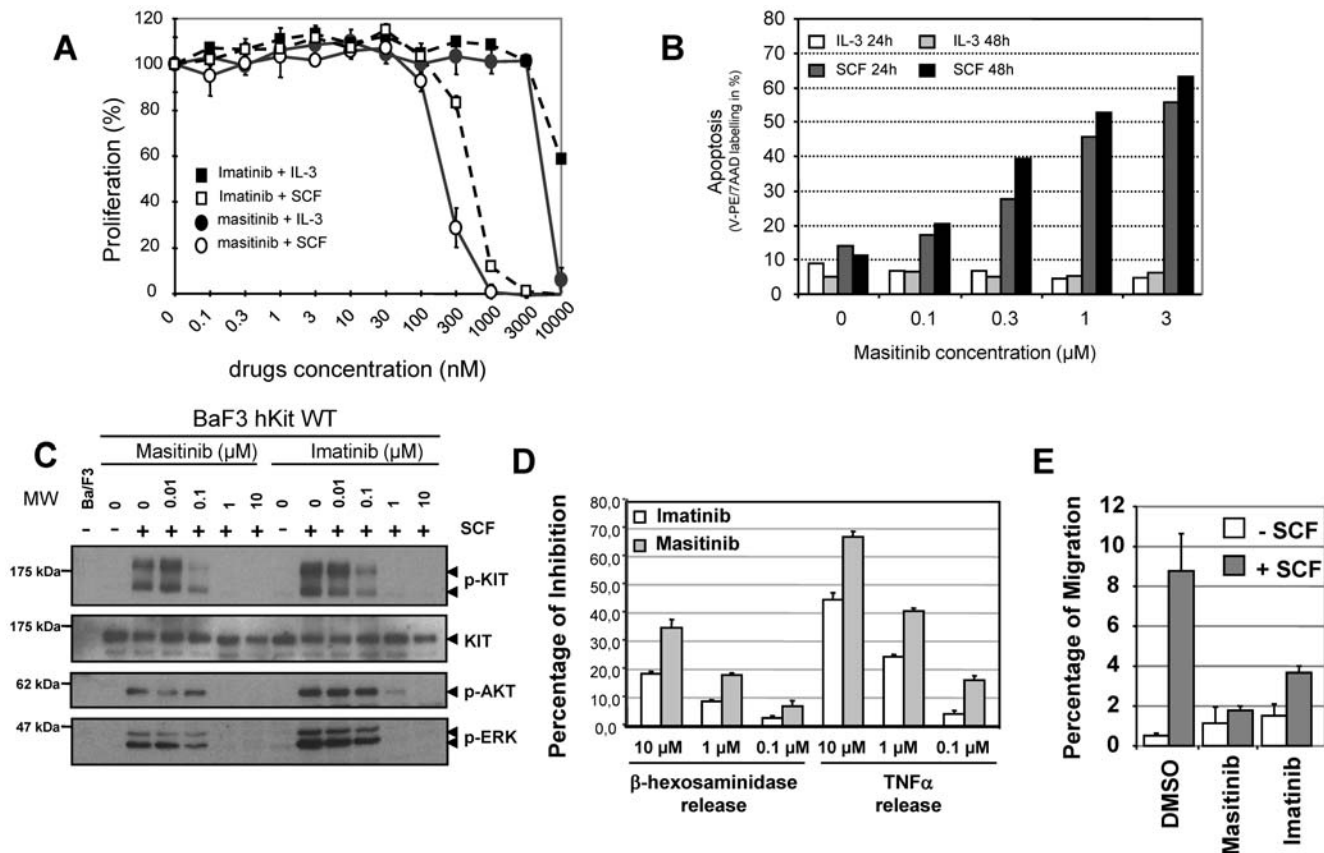 A
120
100
80
60
40
20
0
Proliferation (%)
Imatinib + IL-3
Imatinib + SCF
masitinib + IL-3
masitinib + SCF
0 0.1 0.3 1 3 10 30 100 300 1000 3000 10000
drugs concentration (nM)
B
80
70
60
50
40
30
20
10
0
Apoptosis
(V-PE/7AAD labelling in %)
IL-3 24h IL-3 48h
SCF 24h SCF 48h
0 0.1 0.3 1 3
Masitinib concentration (µM)
C
BaF3 hKit WT
Masitinib (µM) Imatinib (µM)
MW Ba/F3 0 0 0.01 0.1 1 10 0 0 0.01 0.1 1 10
– – + + + + + – + + + + + SCF
175 kDa p-KIT
175 kDa KIT
62 kDa p-AKT
47 kDa p-ERK
D
80,0
70,0
60,0
50,0
40,0
30,0
20,0
10,0
0,0
Percentage of Inhibition
Imatinib
Masitinib
10 µM 1 µM 0.1 µM 10 µM 1 µM 0.1 µM
β-hexosaminidase release
TNFα release
E
12
10
8
6
4
2
0
Percentage of Migration
- SCF
+ SCF
DMSO
Masitinib
Imatinib